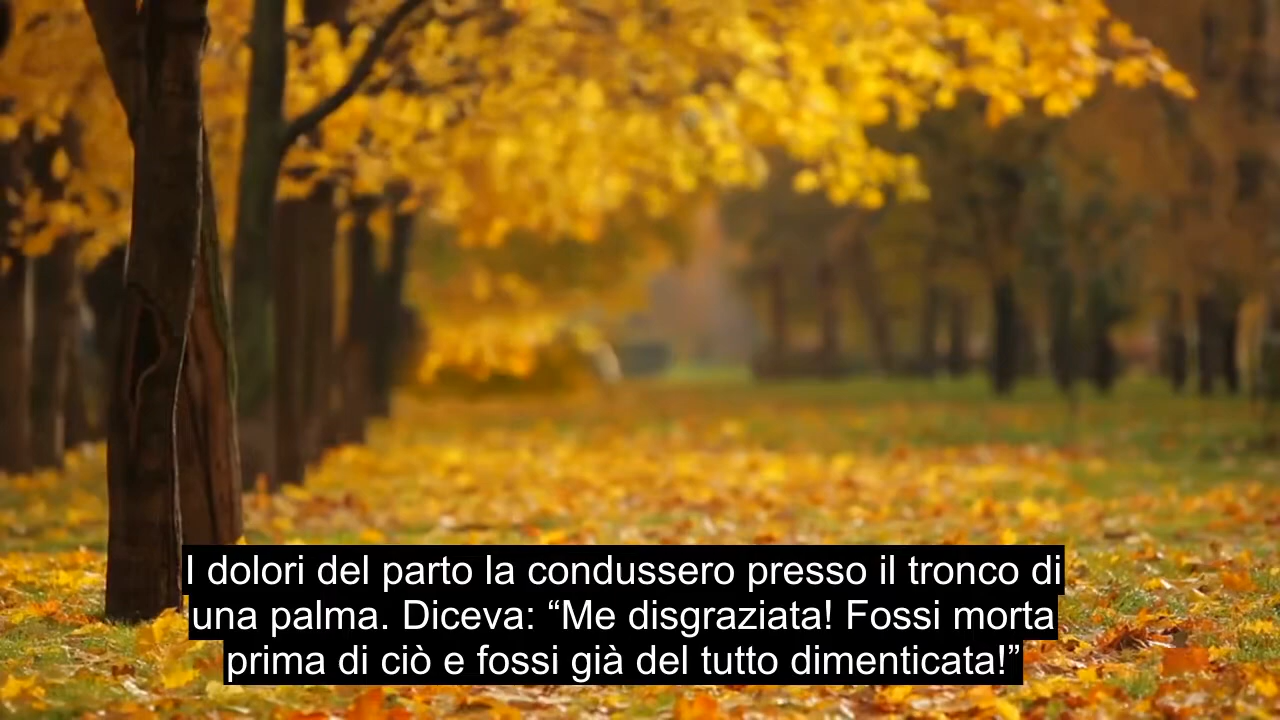 I dolori del parto la condussero presso il tronco di
una palma. Diceva: “Me disgraziata! Fossi morta
prima di ciò e fossi già del tutto dimenticata!”